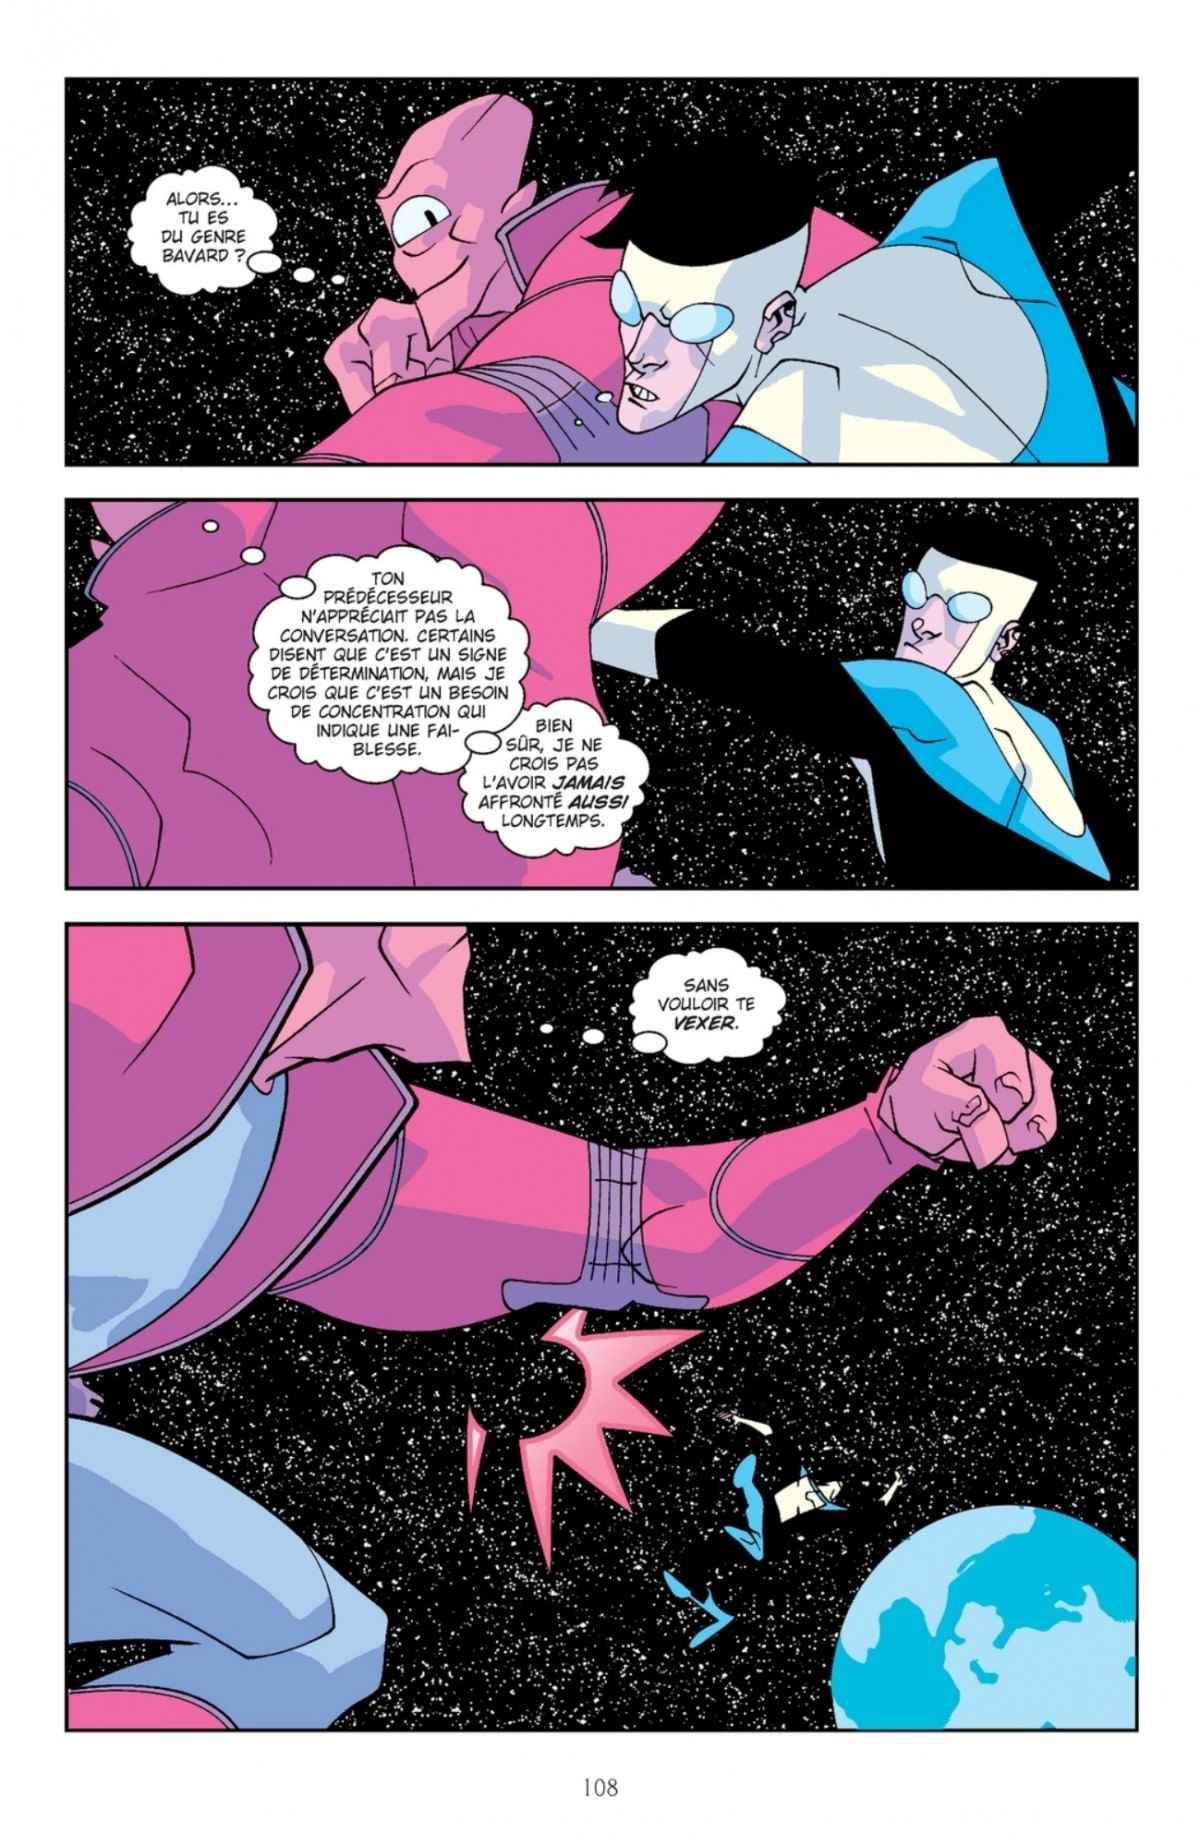 ALORS...
TU ES
DU GENRE
BAVARD ?
TON
PRÉDÉCESSEUR
N'APPRÉCIAIT PAS LA
CONVERSATION. CERTAINS
DISENT QUE C'EST UN SIGNE
DE DÉTERMINATION, MAIS JE
CROIS QUE C'EST UN BESOIN
DE CONCENTRATION QUI
INDIQUE UNE FAI-
BLESSE.
BIEN
SÛR, JE NE
CROIS PAS
L'AVOIR JAMAIS
AFFRONTÉ AUSSI
LONGTEMPS.
SANS
VOULOIR TE
VEXER.
108